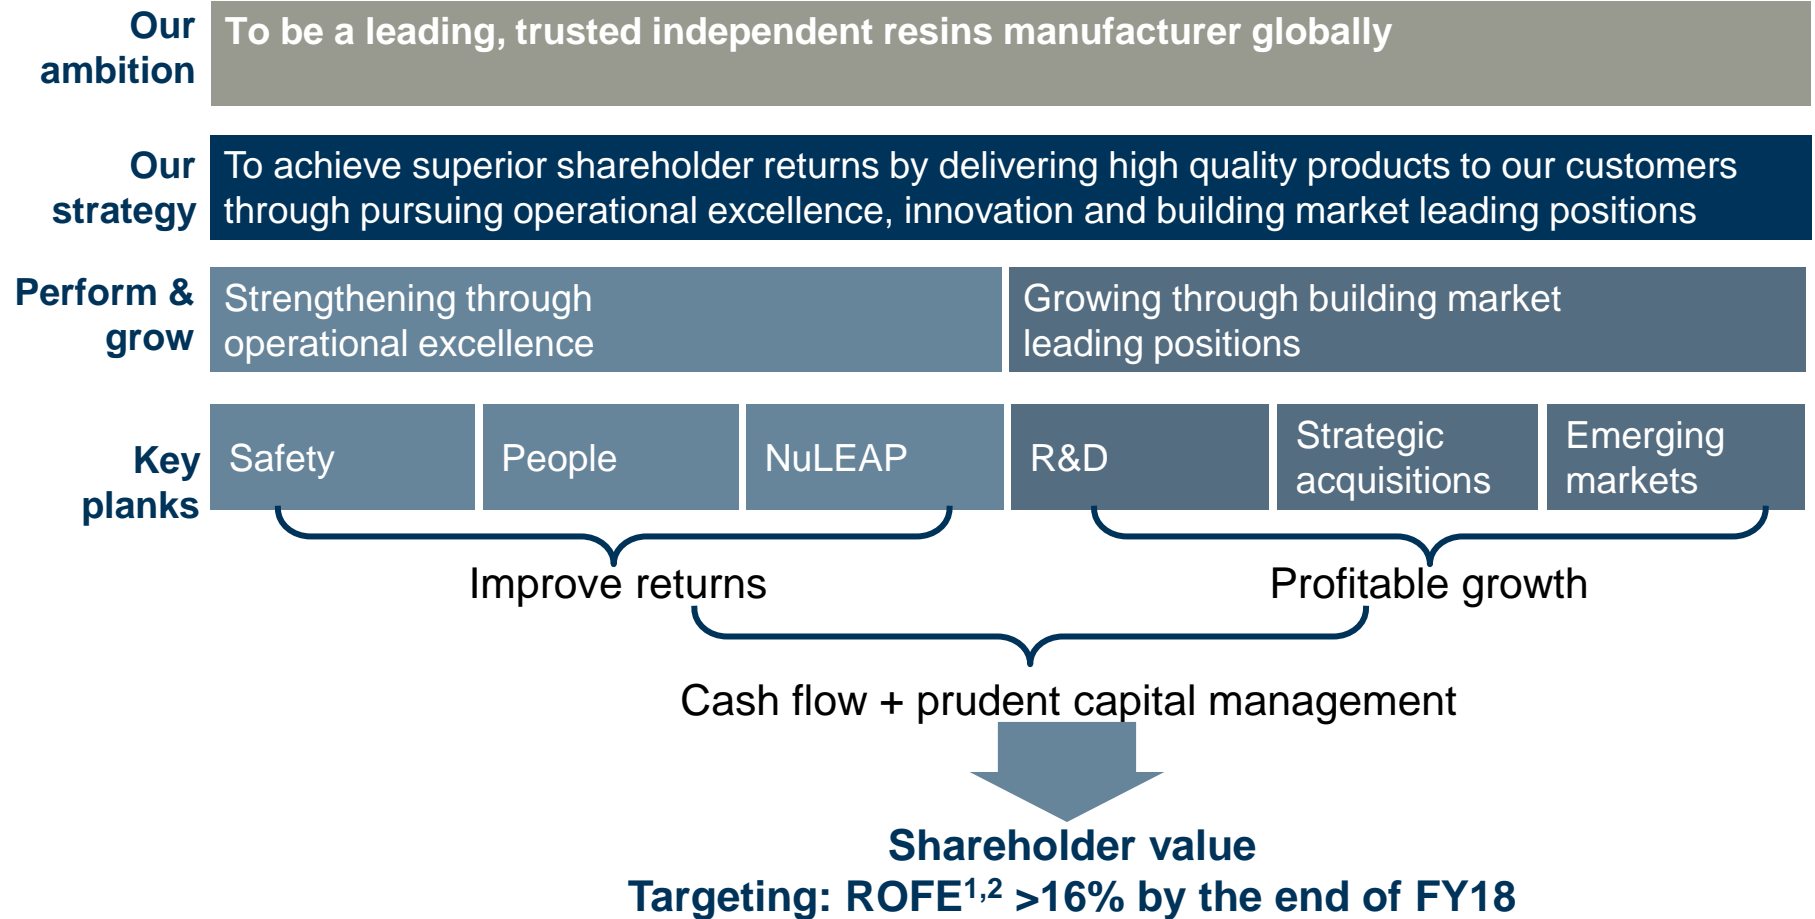 Our
ambition
To be a leading, trusted independent resins manufacturer globally
Our
strategy
To achieve superior shareholder returns by delivering high quality products to our customers
through pursuing operational excellence, innovation and building market leading positions
Perform &
grow
Strengthening through
operational excellence
Growing through building market
leading positions
Key
planks
Safety
People
NuLEAP
R&D
Strategic
acquisitions
Emerging
markets
Improve returns
Profitable growth
Cash flow + prudent capital management
Shareholder value
Targeting: ROFE1,2 >16% by the end of FY18